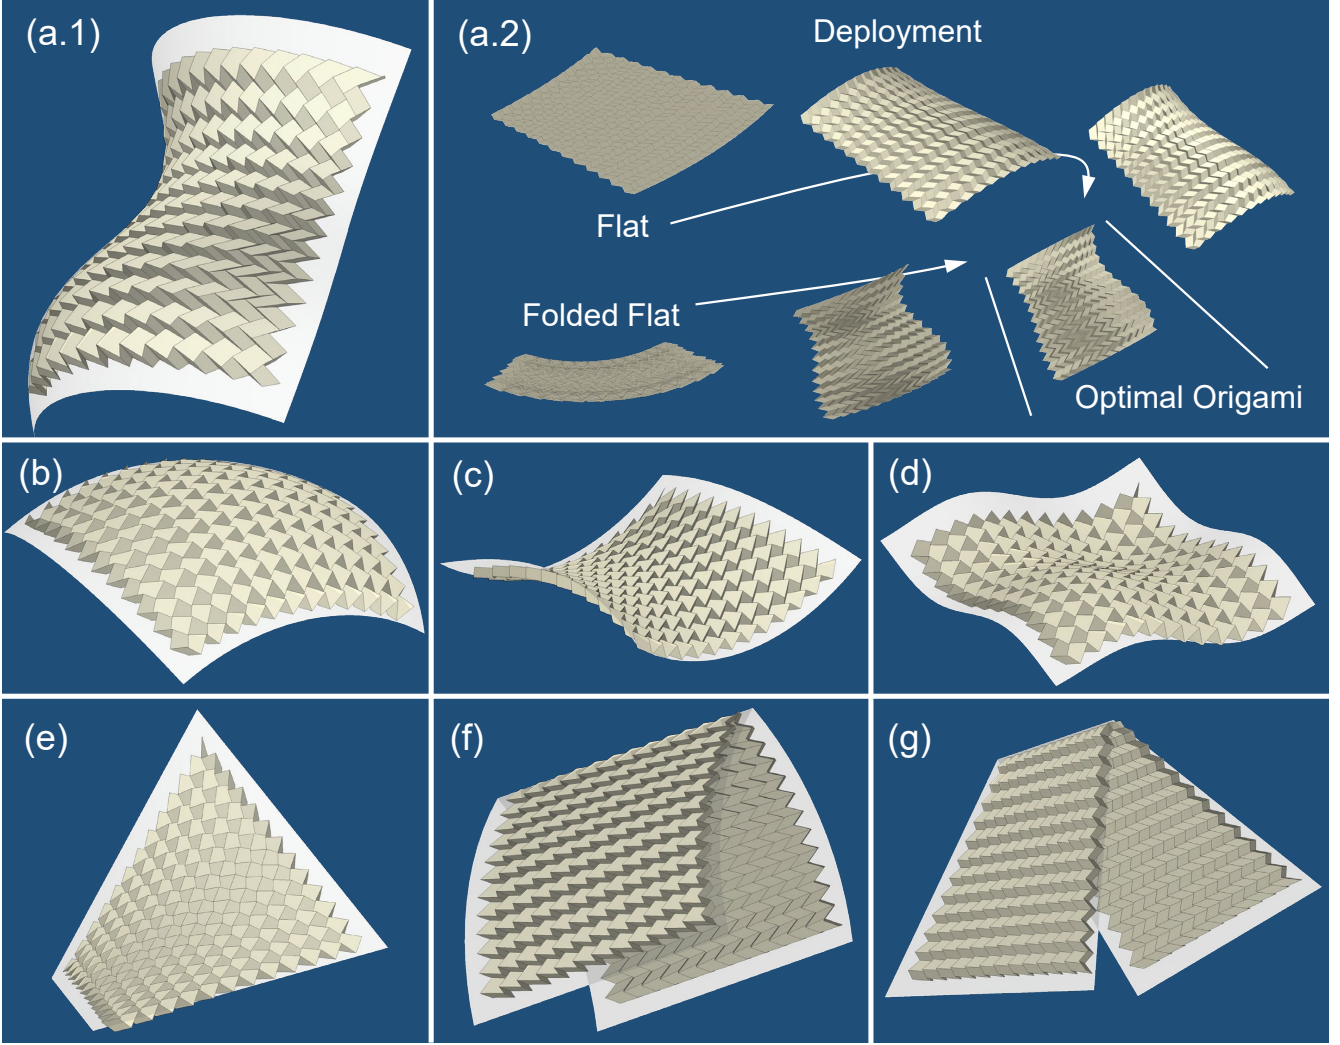 (a.1)
(a.2)
Deployment
Flat
Folded Flat
Optimal Origami
(b)
(c)
(d)
(e)
(f)
(g)